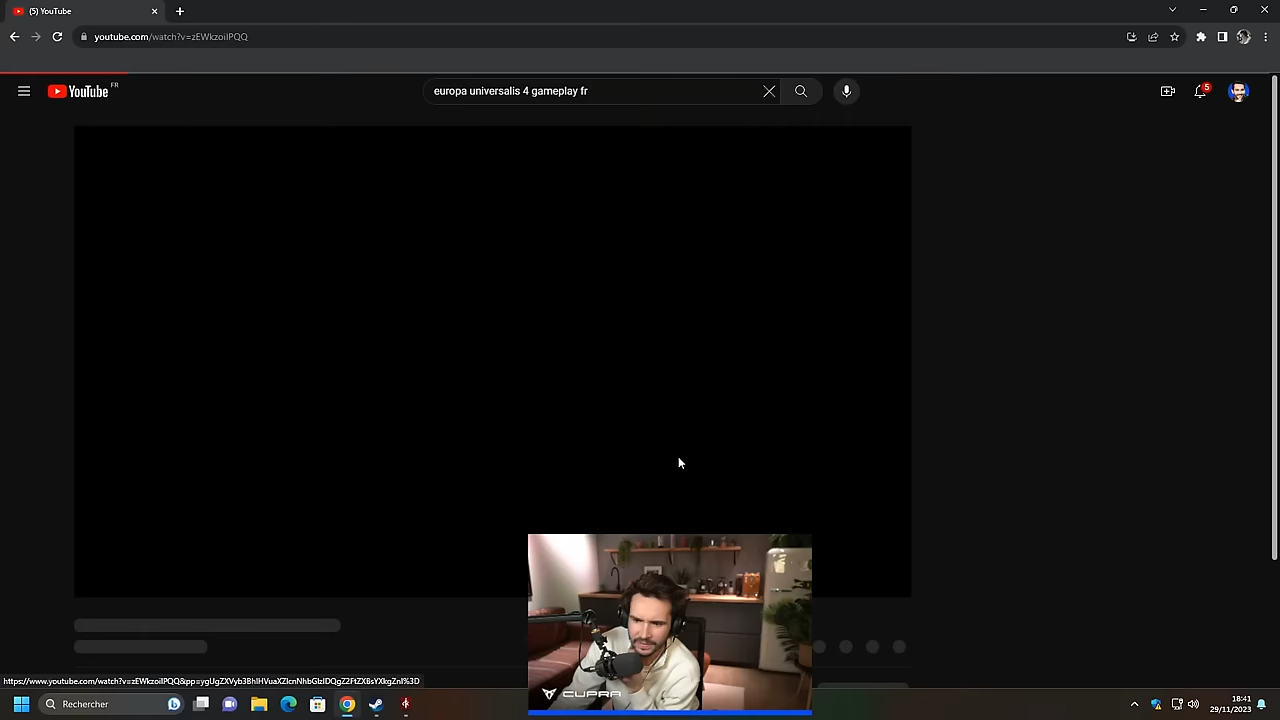 (5) YouTube
youtube.com/watch?v=zEWkzoilPQQ
YouTube FR
europa universalis 4 gameplay fr
5
CUPRA
https://www.youtube.com/watch?v=zEWkzoilPQQ&pp=ygUgZXVyb3BhIHVuaXZlcnNhbGlzIDQgZ2FtZXBsYXkgZnI%3D
Rechercher
18:41
29/11/2023